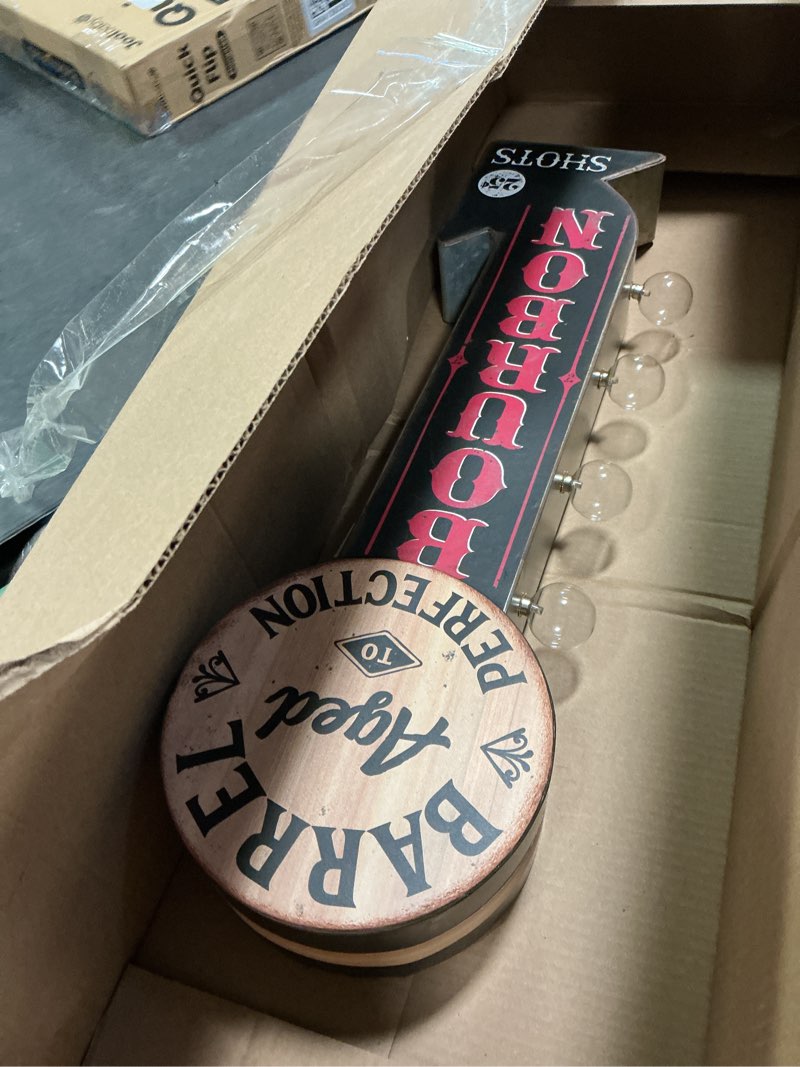 BARREL
Aged
TO
PERFECTION
BOURBON
25¢
SHOTS
Quick
Flip